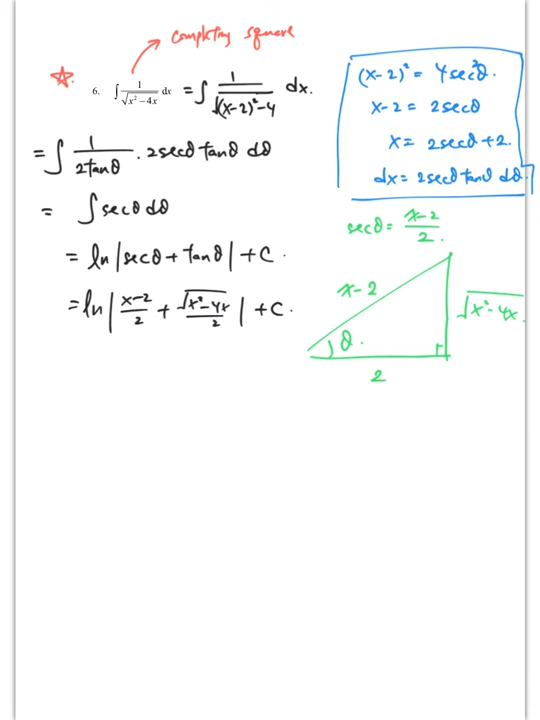 completing square
☆ 6. ∫ 1/√(x² − 4x) dx = ∫ 1/√((x−2)² − 4) dx.
= ∫ 1/(2tanθ) · 2secθ tanθ dθ
= ∫ secθ dθ
= ln |secθ + tanθ| + C.
= ln | (x−2)/2 + √(x²−4x)/2 | + C.
(x−2)² = 4sec²θ.
x−2 = 2secθ
x = 2secθ + 2.
dx = 2secθ tanθ dθ.
secθ = (x−2)/2.
x−2
√(x²−4x).
θ.
2